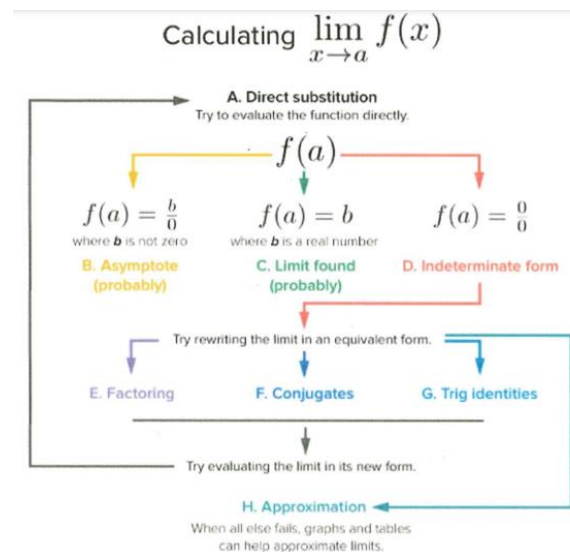 Calculating lim x→a f(x)
A. Direct substitution
Try to evaluate the function directly.
f(a)
f(a) = b/0
where b is not zero
B. Asymptote
(probably)
f(a) = b
where b is a real number
C. Limit found
(probably)
f(a) = 0/0
D. Indeterminate form
Try rewriting the limit in an equivalent form.
E. Factoring
F. Conjugates
G. Trig identities
Try evaluating the limit in its new form.
H. Approximation
When all else fails, graphs and tables
can help approximate limits.